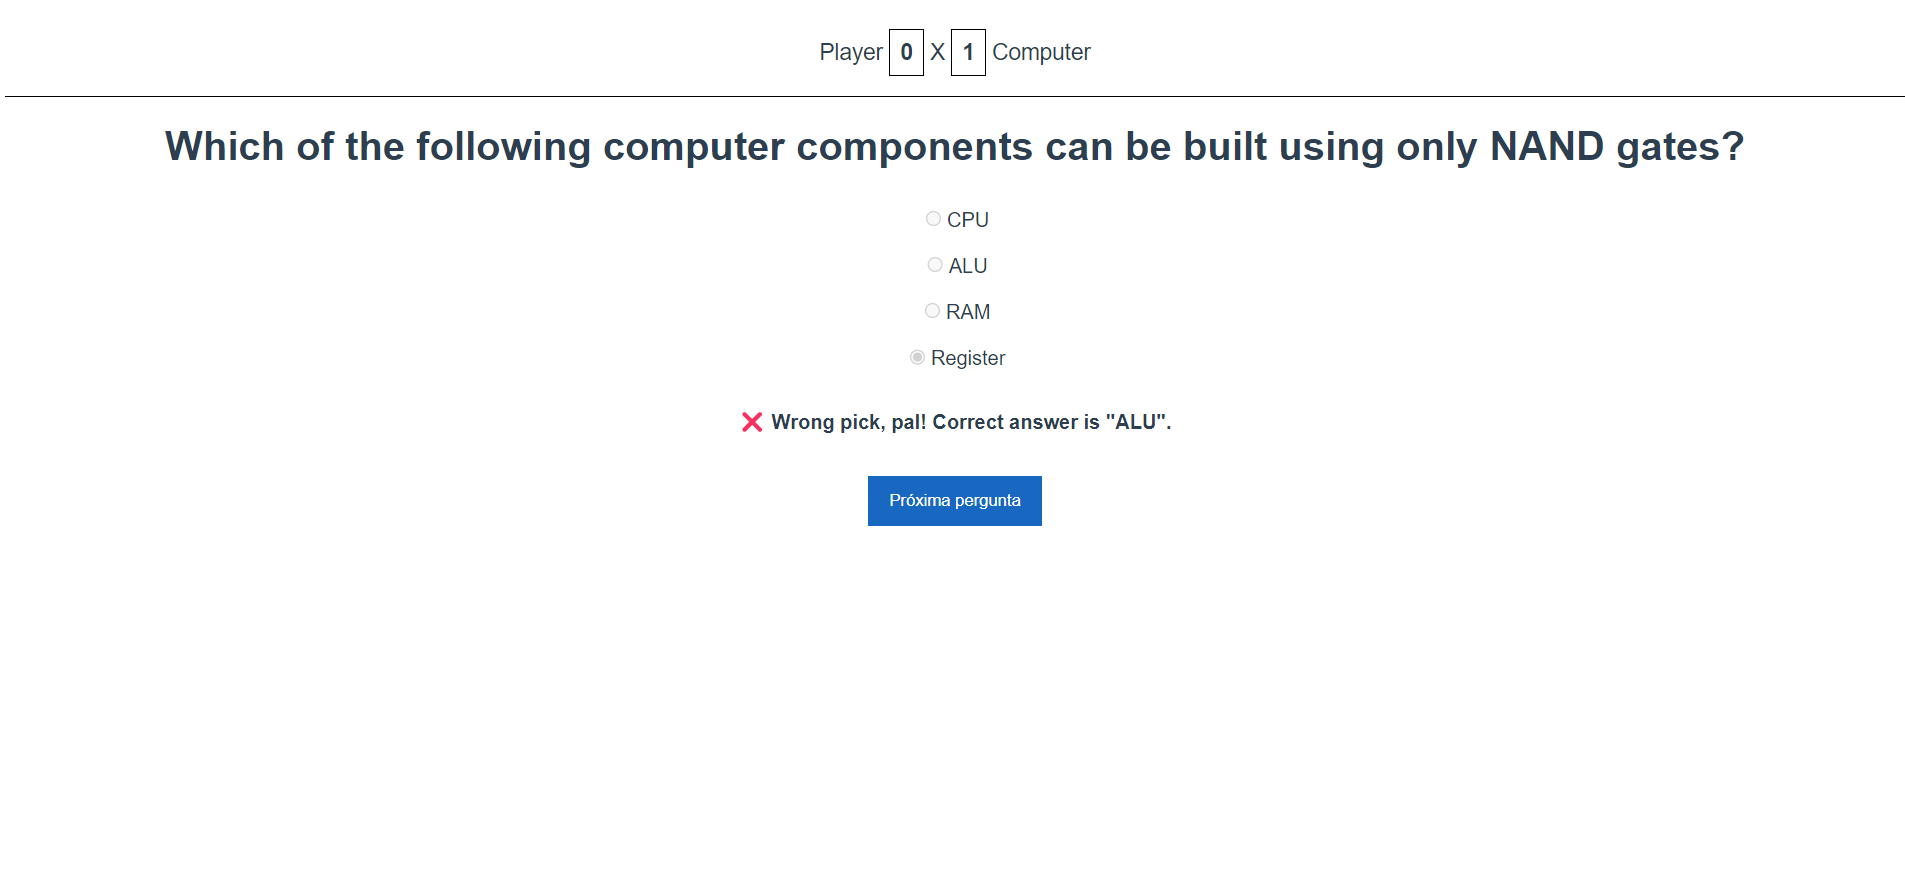 Player 0 X 1 Computer
Which of the following computer components can be built using only NAND gates?
CPU
ALU
RAM
Register
❌ Wrong pick, pal! Correct answer is "ALU".
Próxima pergunta